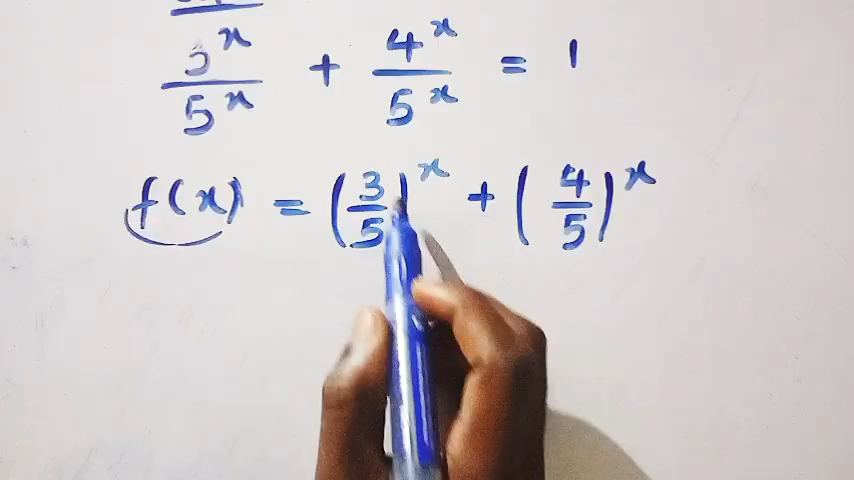 3^x/5^x + 4^x/5^x = 1
f(x) = (3/5)^x + (4/5)^x